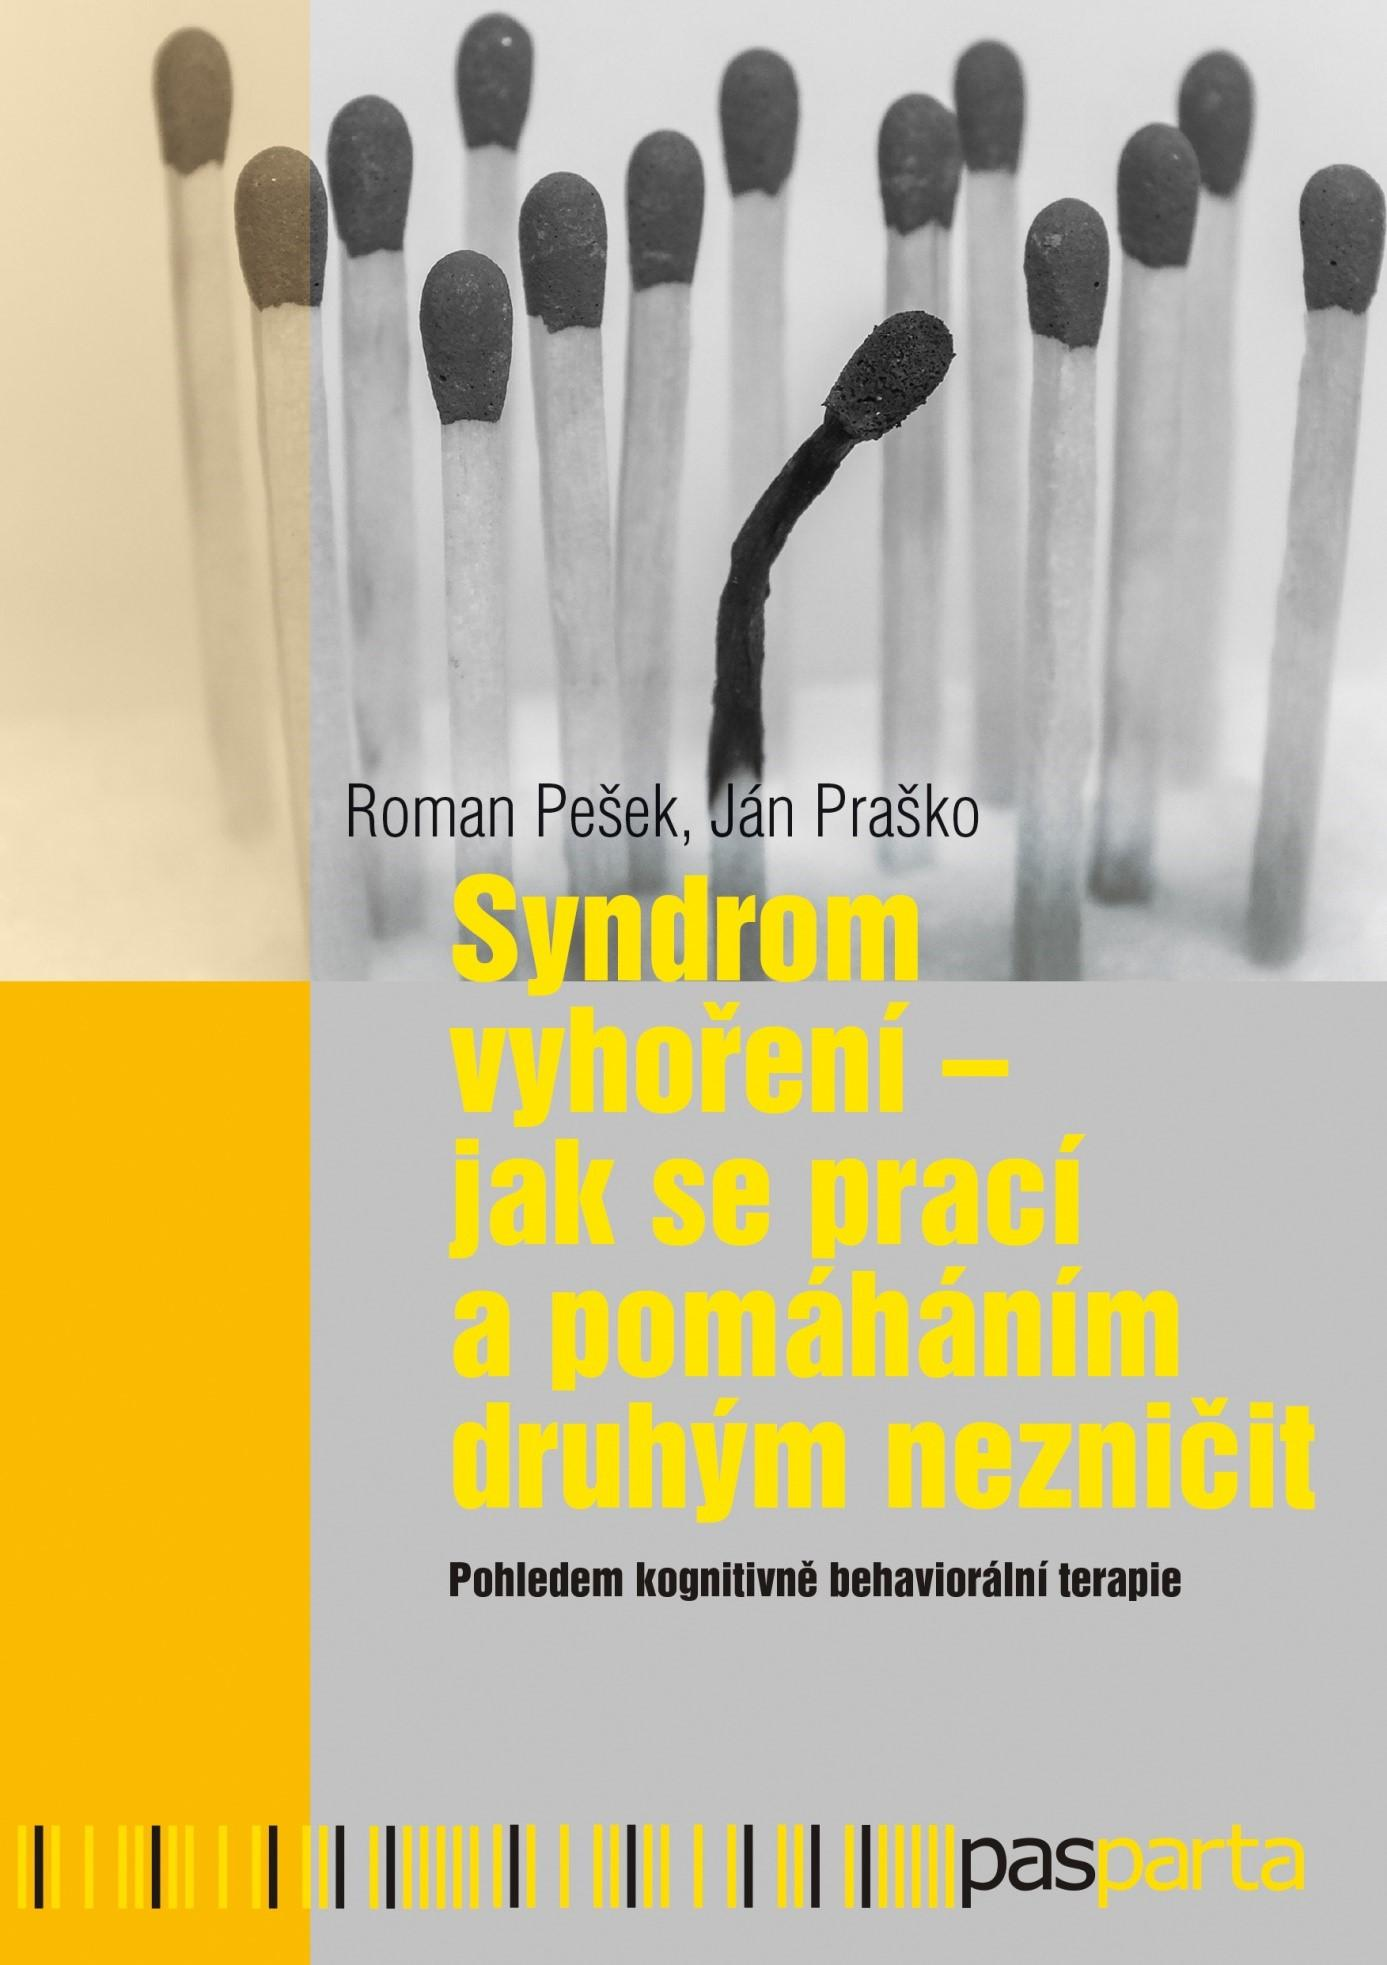 Roman Pešek, Ján Praško
Syndrom
vyhoření –
jak se prací
a pomáháním
druhým nezničit
Pohledem kognitivně behaviorální terapie
pasparta